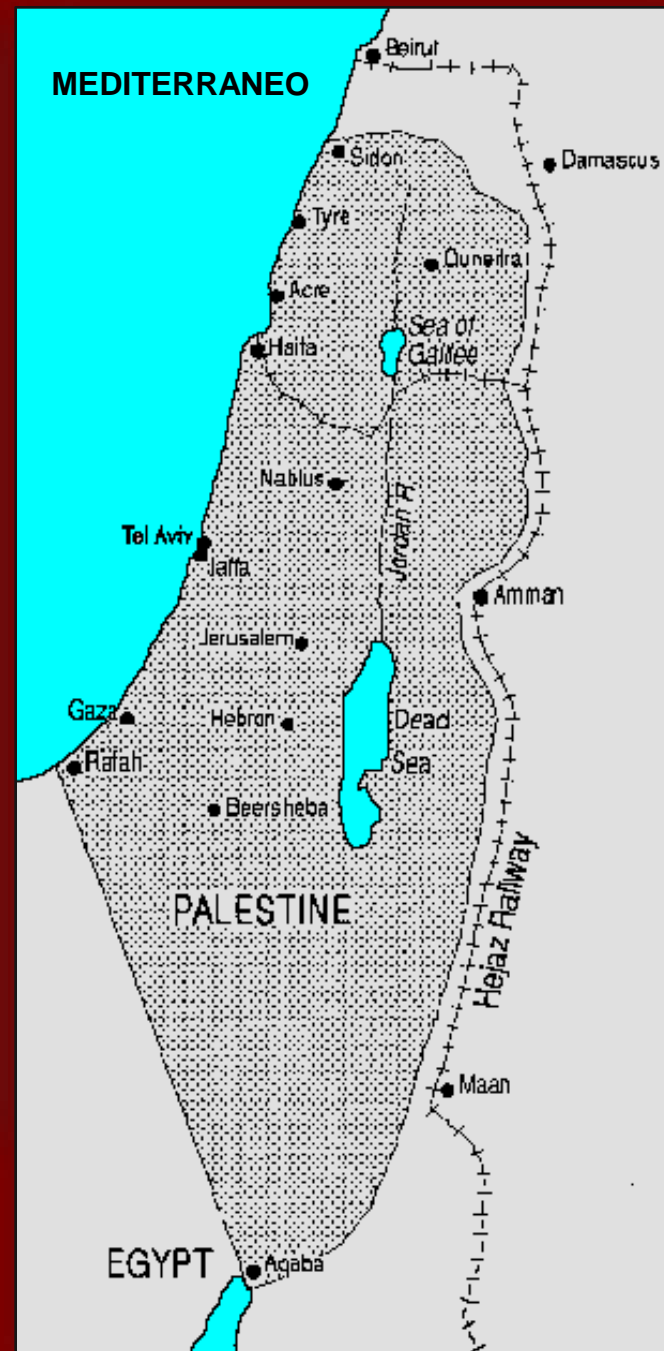 Beirut
MEDITERRANEO
Sidon
Damascus
Tyre
Qunertra
Acre
Sea of
Galilee
Haifa
Nablus
Jordan R.
Tel Aviv
Jaffa
Amman
Jerusalem
Gaza
Hebron
Dead
Sea
Rafah
Beersheba
PALESTINE
Hejaz Railway
Maan
EGYPT
Aqaba